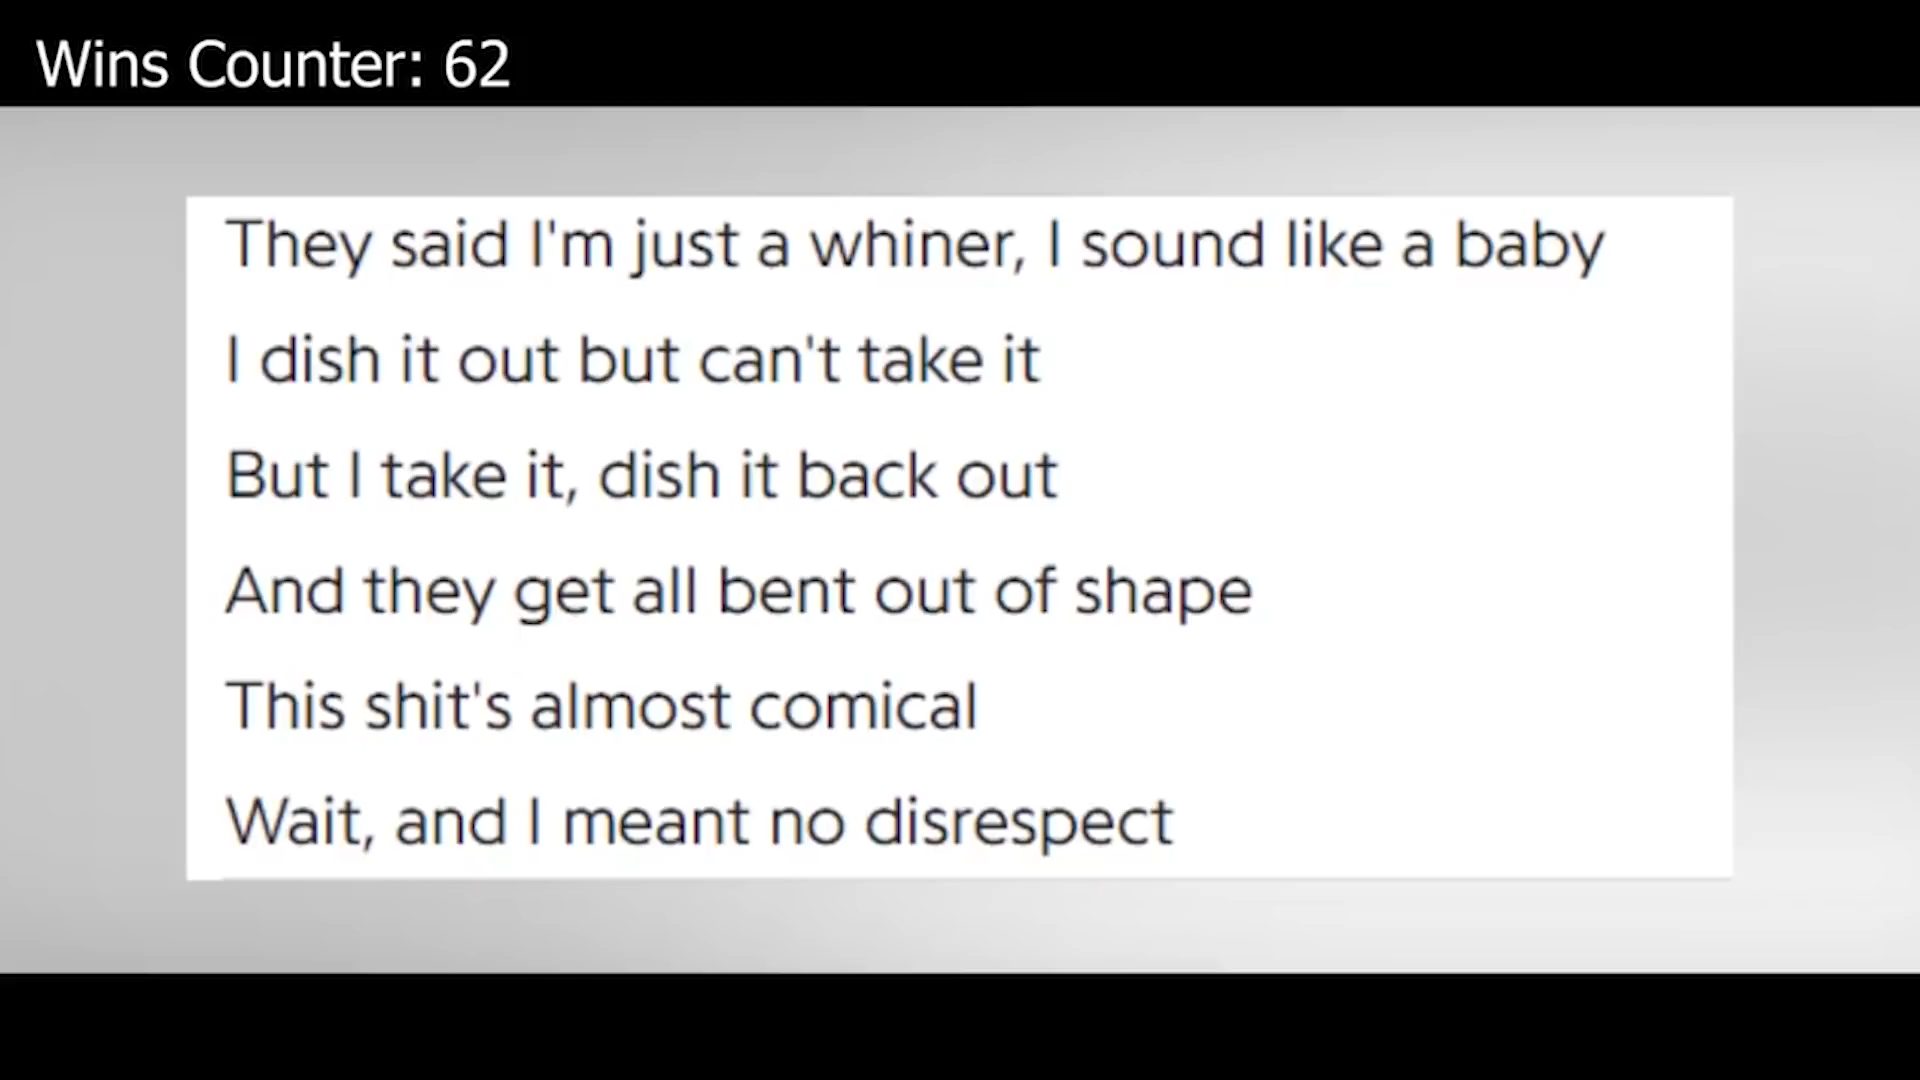 Wins Counter: 62
They said I'm just a whiner, I sound like a baby
I dish it out but can't take it
But I take it, dish it back out
And they get all bent out of shape
This shit's almost comical
Wait, and I meant no disrespect